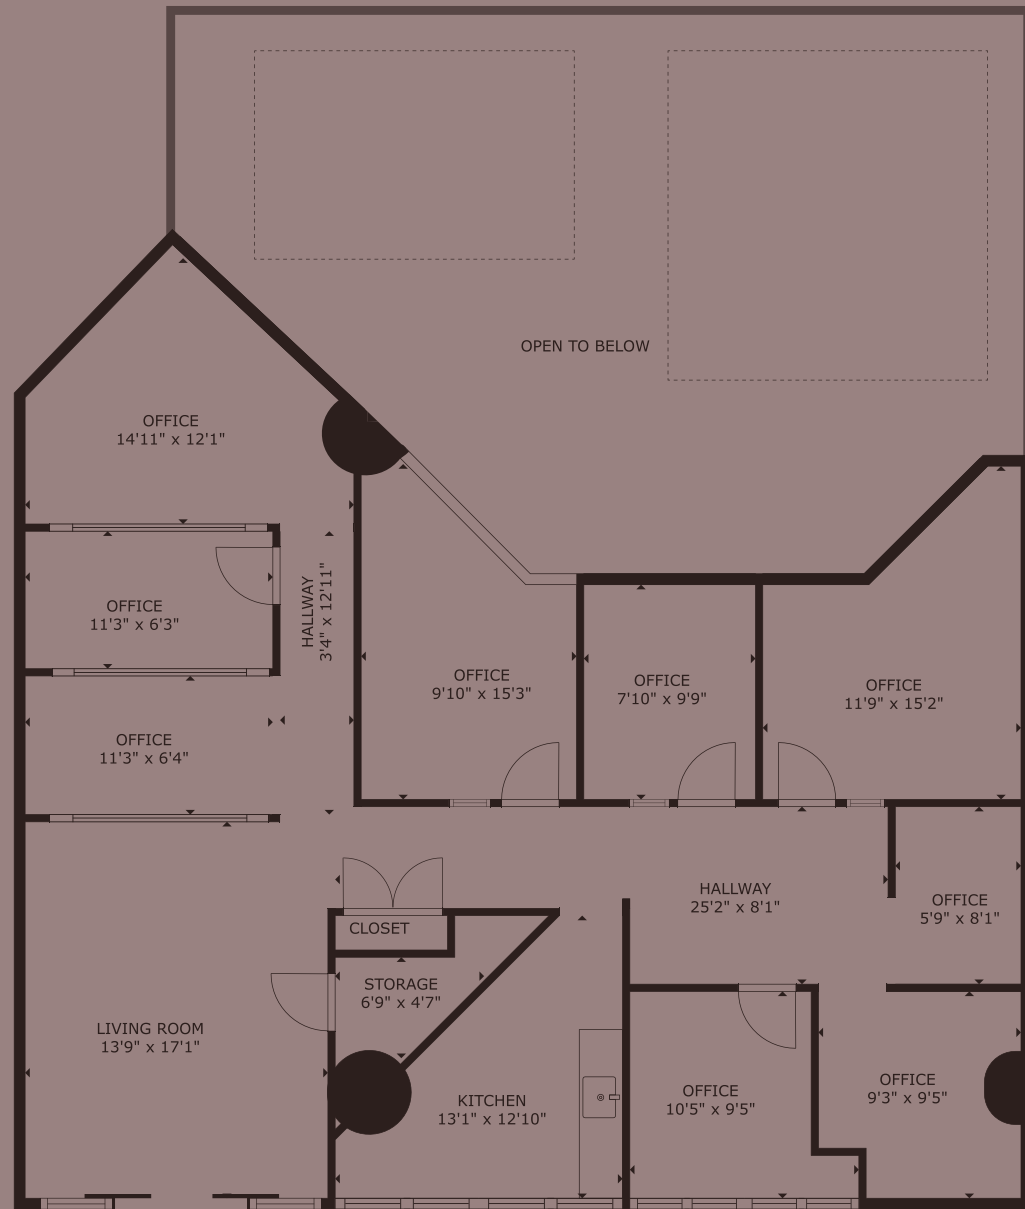 OPEN TO BELOW
OFFICE
14'11" x 12'1"
OFFICE
11'3" x 6'3"
HALLWAY
3'4" x 12'11"
OFFICE
9'10" x 15'3"
OFFICE
7'10" x 9'9"
OFFICE
11'9" x 15'2"
OFFICE
11'3" x 6'4"
HALLWAY
25'2" x 8'1"
OFFICE
5'9" x 8'1"
CLOSET
STORAGE
6'9" x 4'7"
LIVING ROOM
13'9" x 17'1"
KITCHEN
13'1" x 12'10"
OFFICE
10'5" x 9'5"
OFFICE
9'3" x 9'5"